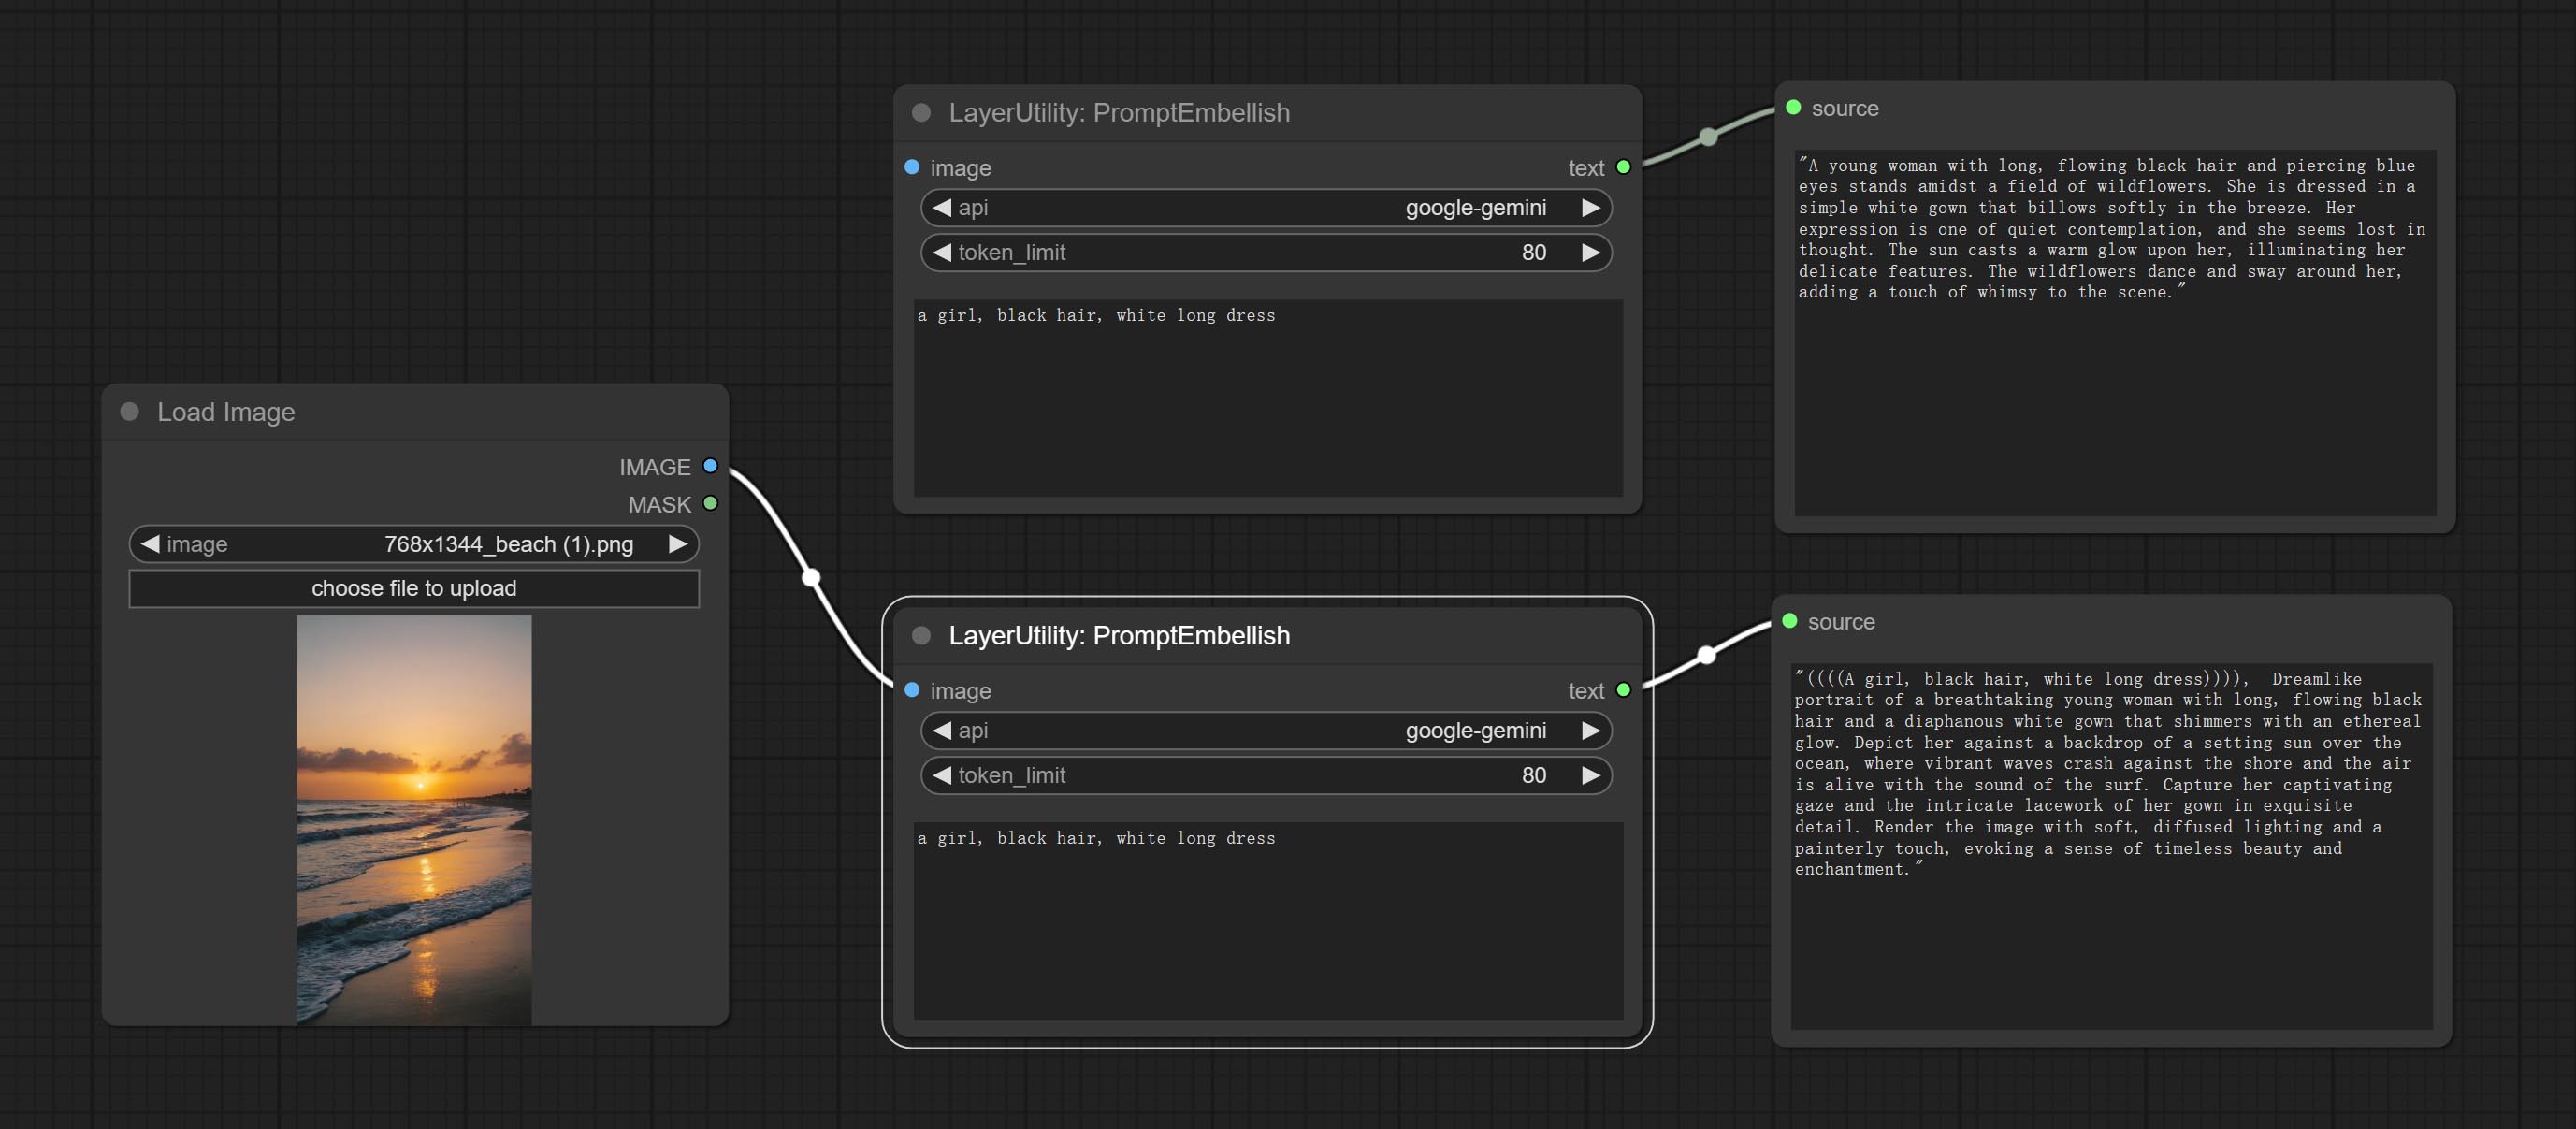 LayerUtility: PromptEmbellish
image
text
api
google-gemini
token_limit
80
a girl, black hair, white long dress
source
"A young woman with long, flowing black hair and piercing blue
eyes stands amidst a field of wildflowers. She is dressed in a
simple white gown that billows softly in the breeze. Her
expression is one of quiet contemplation, and she seems lost in
thought. The sun casts a warm glow upon her, illuminating her
delicate features. The wildflowers dance and sway around her,
adding a touch of whimsy to the scene."
Load Image
IMAGE
MASK
image
768x1344_beach (1).png
choose file to upload
LayerUtility: PromptEmbellish
image
text
api
google-gemini
token_limit
80
a girl, black hair, white long dress
source
"((((A girl, black hair, white long dress)))),  Dreamlike
portrait of a breathtaking young woman with long, flowing black
hair and a diaphanous white gown that shimmers with an ethereal
glow. Depict her against a backdrop of a setting sun over the
ocean, where vibrant waves crash against the shore and the air
is alive with the sound of the surf. Capture her captivating
gaze and the intricate lacework of her gown in exquisite
detail. Render the image with soft, diffused lighting and a
painterly touch, evoking a sense of timeless beauty and
enchantment."